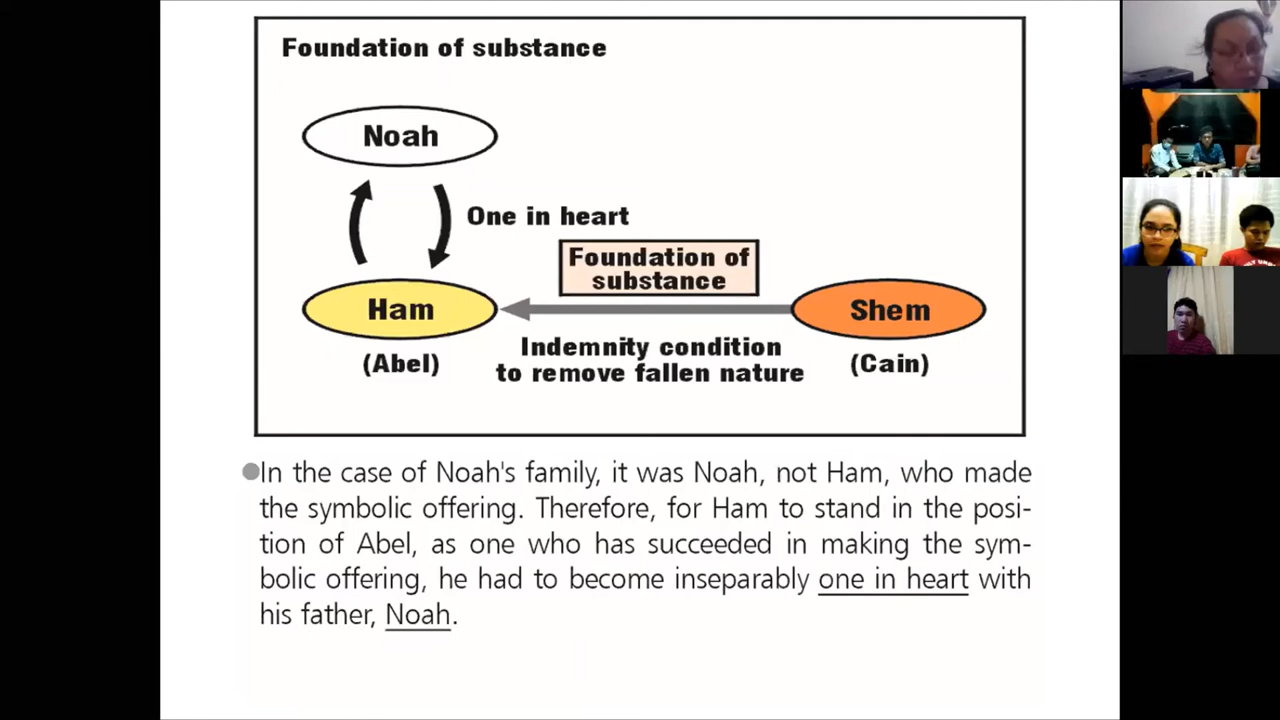 Foundation of substance
Noah
One in heart
Foundation of
substance
Ham
Shem
(Abel)
Indemnity condition
to remove fallen nature
(Cain)
In the case of Noah's family, it was Noah, not Ham, who made
the symbolic offering. Therefore, for Ham to stand in the posi-
tion of Abel, as one who has succeeded in making the sym-
bolic offering, he had to become inseparably one in heart with
his father, Noah.